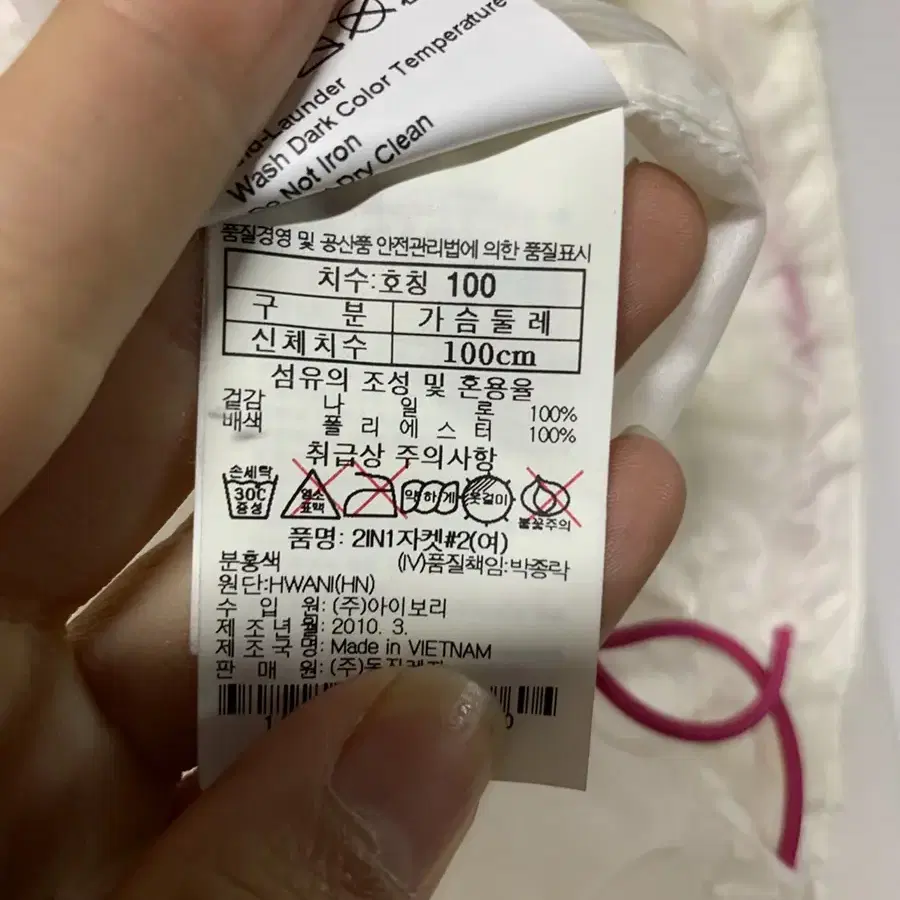 Wash Dark Color Temperature
Not Iron
Dry Clean
품질경영 및 공산품 안전관리법에 의한 품질표시
치수:호칭 100
구 분 가 슴 둘 레
신체치수 100cm
섬유의 조성 및 혼용율
겉감 나 일 론 100%
배색 폴 리 에 스 터 100%
취급상 주의사항
손세탁
30C
중성
염소
표백
약하게
옷걸이
불꽃주의
품명: 2IN1자켓#2(여)
분홍색 (IV)품질책임:박종락
원단:HWANI(HN)
수 입 원: (주)아이보리
제 조 년 월: 2010. 3.
제 조 국 명: Made in VIETNAM
판 매 원: (주)